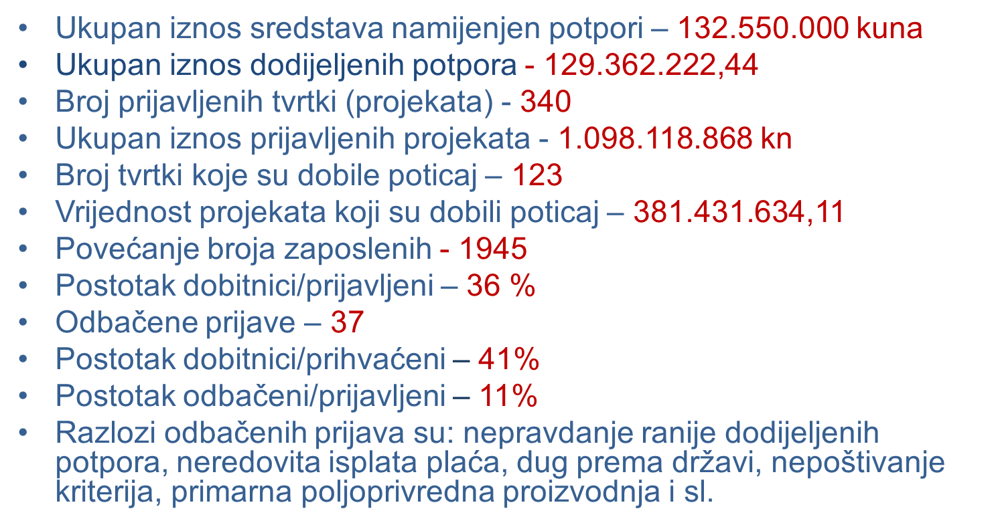 • Ukupan iznos sredstava namijenjen potpori – 132.550.000 kuna
• Ukupan iznos dodijeljenih potpora - 129.362.222,44
• Broj prijavljenih tvrtki (projekata) - 340
• Ukupan iznos prijavljenih projekata - 1.098.118.868 kn
• Broj tvrtki koje su dobile poticaj – 123
• Vrijednost projekata koji su dobili poticaj – 381.431.634,11
• Povećanje broja zaposlenih - 1945
• Postotak dobitnici/prijavljeni – 36 %
• Odbačene prijave – 37
• Postotak dobitnici/prihvaćeni – 41%
• Postotak odbačeni/prijavljeni – 11%
• Razlozi odbačenih prijava su: nepravdanje ranije dodijeljenih
potpora, neredovita isplata plaća, dug prema državi, nepoštivanje
kriterija, primarna poljoprivredna proizvodnja i sl.